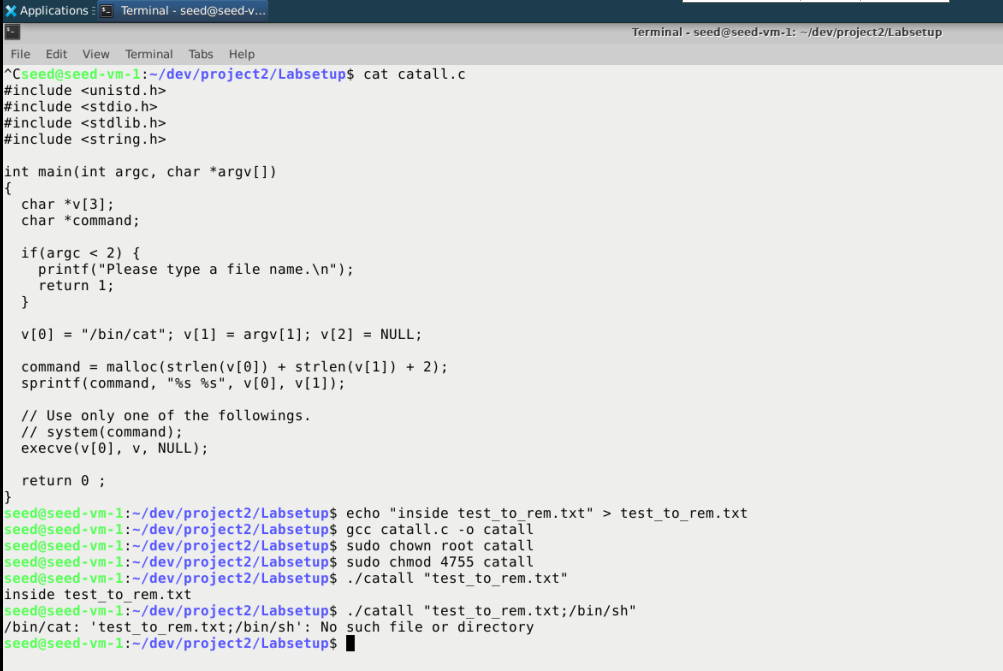 Applications : Terminal - seed@seed-v...
Terminal - seed@seed-vm-1: ~/dev/project2/Labsetup
File Edit View Terminal Tabs Help
^Cseed@seed-vm-1:~/dev/project2/Labsetup$ cat catall.c
#include <unistd.h>
#include <stdio.h>
#include <stdlib.h>
#include <string.h>

int main(int argc, char *argv[])
{
  char *v[3];
  char *command;

  if(argc < 2) {
    printf("Please type a file name.\n");
    return 1;
  }

  v[0] = "/bin/cat"; v[1] = argv[1]; v[2] = NULL;

  command = malloc(strlen(v[0]) + strlen(v[1]) + 2);
  sprintf(command, "%s %s", v[0], v[1]);

  // Use only one of the followings.
  // system(command);
  execve(v[0], v, NULL);

  return 0 ;
}
seed@seed-vm-1:~/dev/project2/Labsetup$ echo "inside test_to_rem.txt" > test_to_rem.txt
seed@seed-vm-1:~/dev/project2/Labsetup$ gcc catall.c -o catall
seed@seed-vm-1:~/dev/project2/Labsetup$ sudo chown root catall
seed@seed-vm-1:~/dev/project2/Labsetup$ sudo chmod 4755 catall
seed@seed-vm-1:~/dev/project2/Labsetup$ ./catall "test_to_rem.txt"
inside test_to_rem.txt
seed@seed-vm-1:~/dev/project2/Labsetup$ ./catall "test_to_rem.txt;/bin/sh"
/bin/cat: 'test_to_rem.txt;/bin/sh': No such file or directory
seed@seed-vm-1:~/dev/project2/Labsetup$